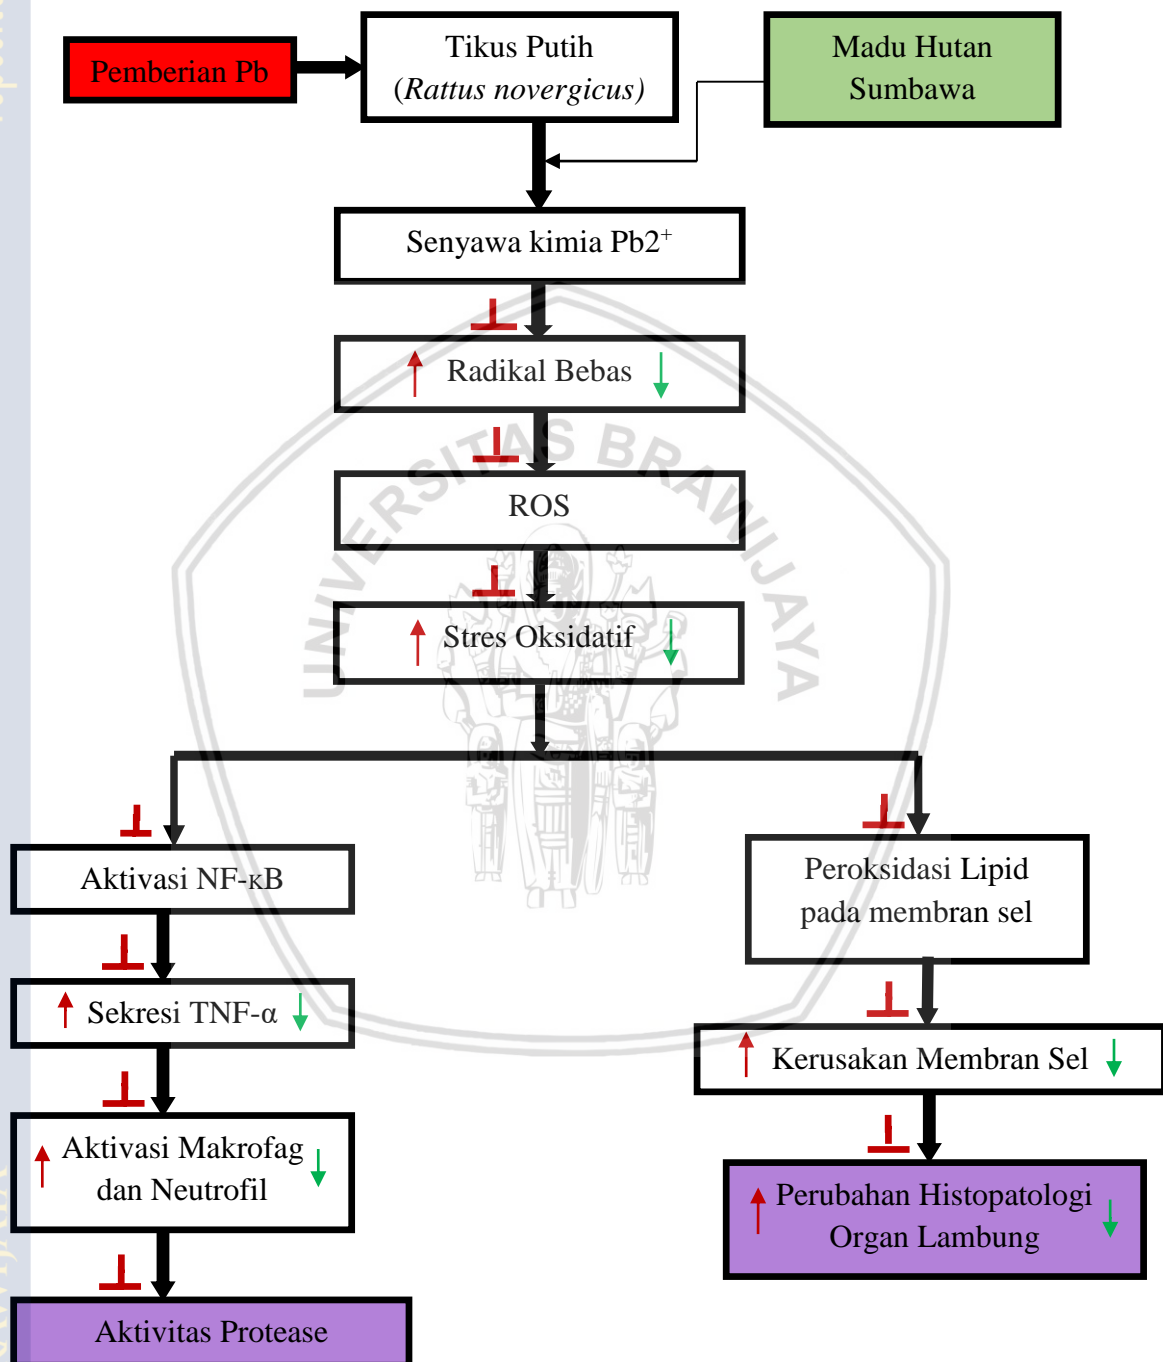 Pemberian Pb
Tikus Putih
(Rattus novergicus)
Madu Hutan
Sumbawa
Senyawa kimia Pb2⁺
Radikal Bebas
ROS
Stres Oksidatif
UNIVERSITAS BRAWIJAYA
Aktivasi NF-κB
Peroksidasi Lipid
pada membran sel
Sekresi TNF-α
Kerusakan Membran Sel
Aktivasi Makrofag
dan Neutrofil
Perubahan Histopatologi
Organ Lambung
Aktivitas Protease